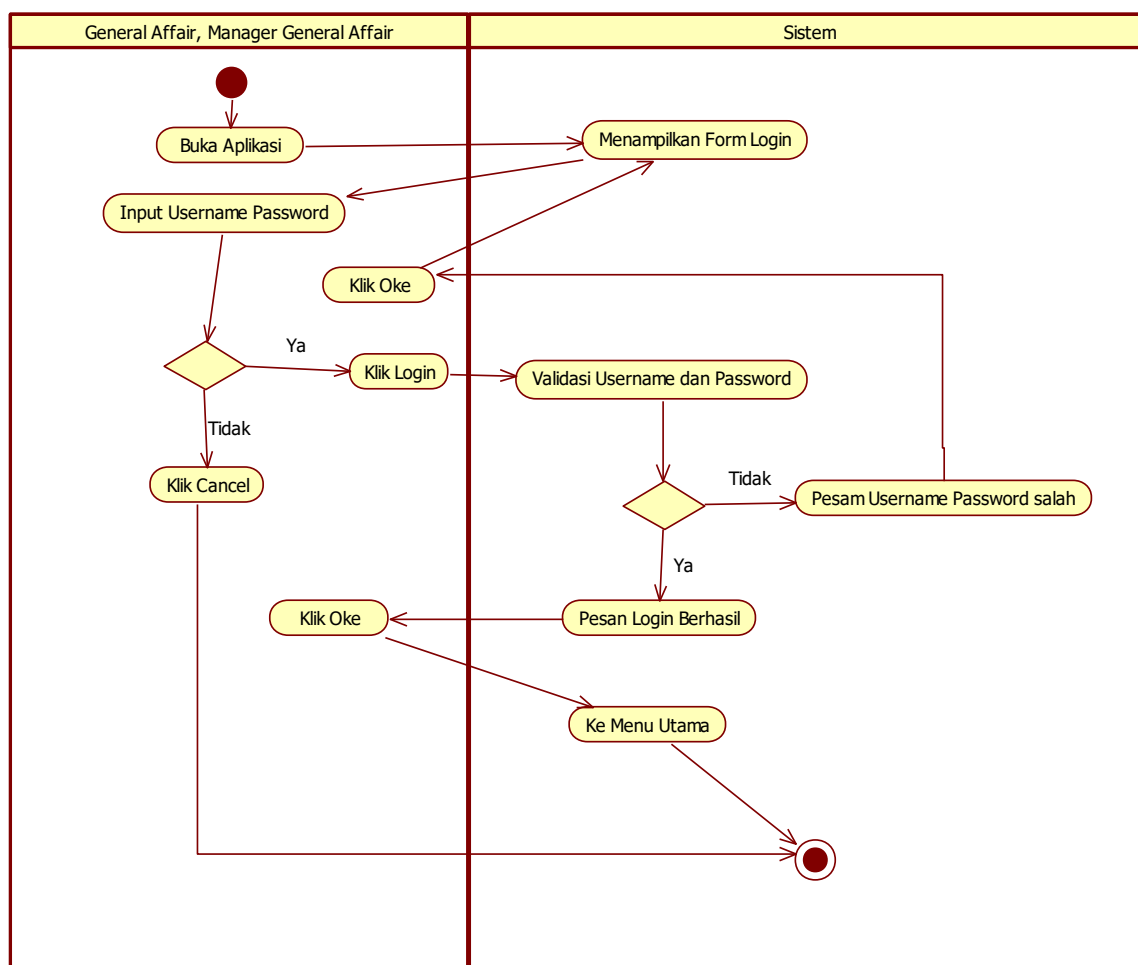 General Affair, Manager General Affair
Sistem
Buka Aplikasi
Menampilkan Form Login
Input Username Password
Klik Oke
Ya
Klik Login
Validasi Username dan Password
Tidak
Klik Cancel
Tidak
Pesam Username Password salah
Ya
Klik Oke
Pesan Login Berhasil
Ke Menu Utama